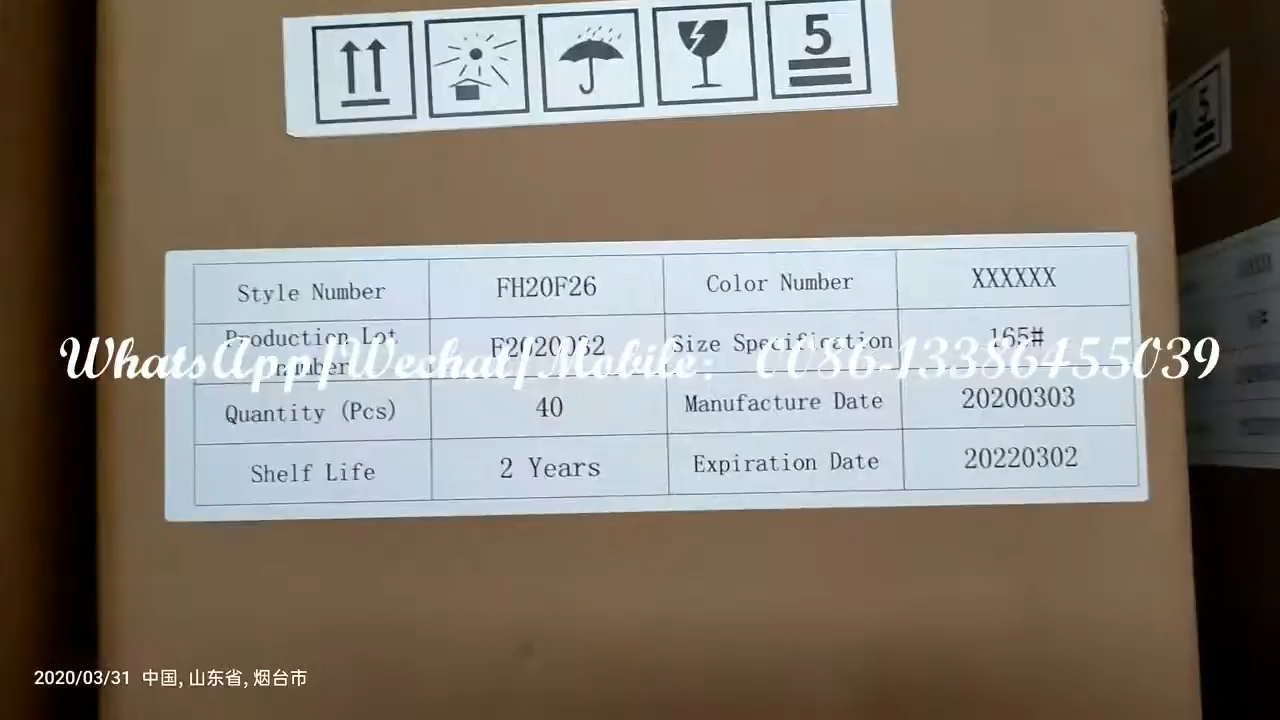 5
Style Number FH20F26 Color Number XXXXXX
Production Lot F2020032 Size Specification 165#
number
WhatsApp/Wechat/Mobile： 0086-13386455039
Quantity (Pcs) 40 Manufacture Date 20200303
Shelf Life 2 Years Expiration Date 20220302
2020/03/31 中国, 山东省, 烟台市